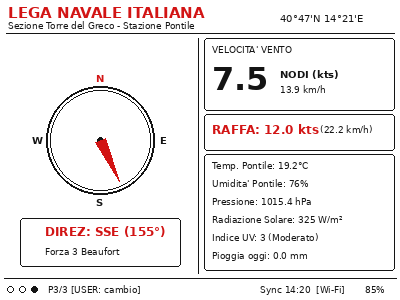 LEGA NAVALE ITALIANA
Sezione Torre del Greco - Stazione Pontile
40°47'N 14°21'E
N
W
E
S
DIREZ: SSE (155°)
Forza 3 Beaufort
VELOCITA' VENTO
7.5 NODI (kts)
13.9 km/h
RAFFA: 12.0 kts (22.2 km/h)
Temp. Pontile: 19.2°C
Umidita' Pontile: 76%
Pressione: 1015.4 hPa
Radiazione Solare: 325 W/m²
Indice UV: 3 (Moderato)
Pioggia oggi: 0.0 mm
P3/3 [USER: cambio]
Sync 14:20 [Wi-Fi]
85%